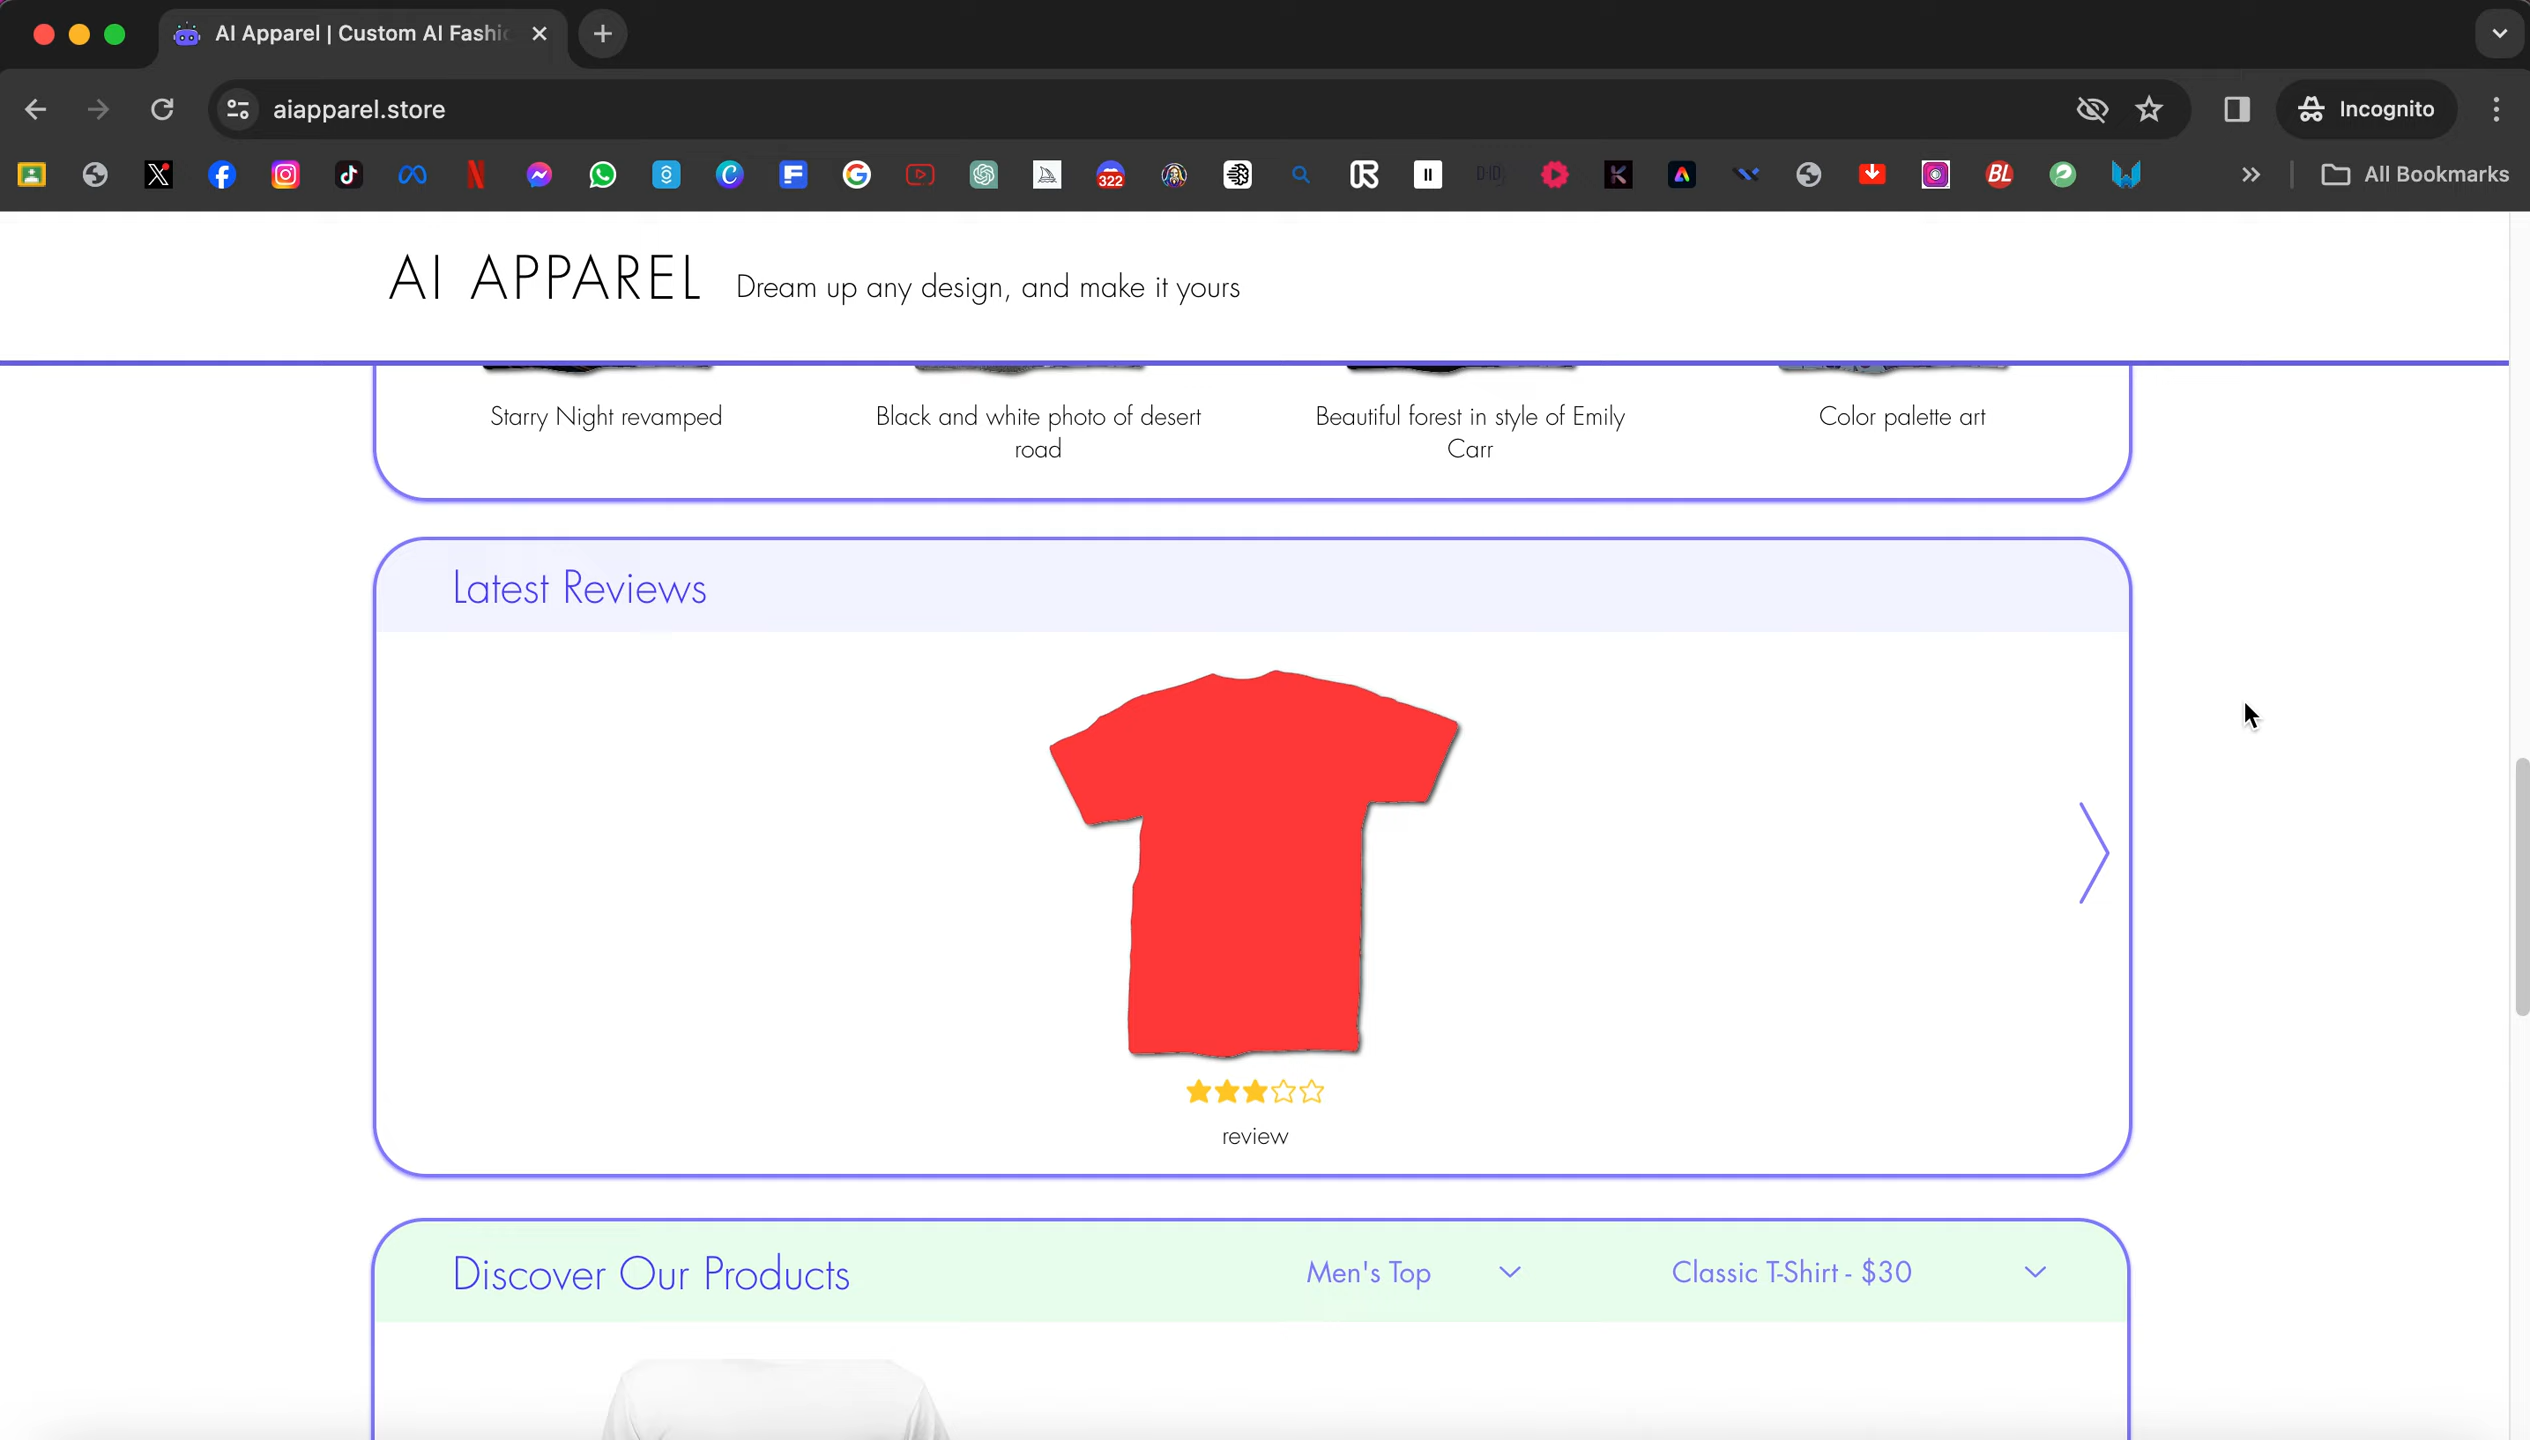 AI Apparel | Custom AI Fashi
aiapparel.store
Incognito
322
BL
All Bookmarks
AI APPAREL
Dream up any design, and make it yours
Starry Night revamped
Black and white photo of desert
road
Beautiful forest in style of Emily
Carr
Color palette art
Latest Reviews
review
Discover Our Products
Men's Top
Classic T-Shirt - $30